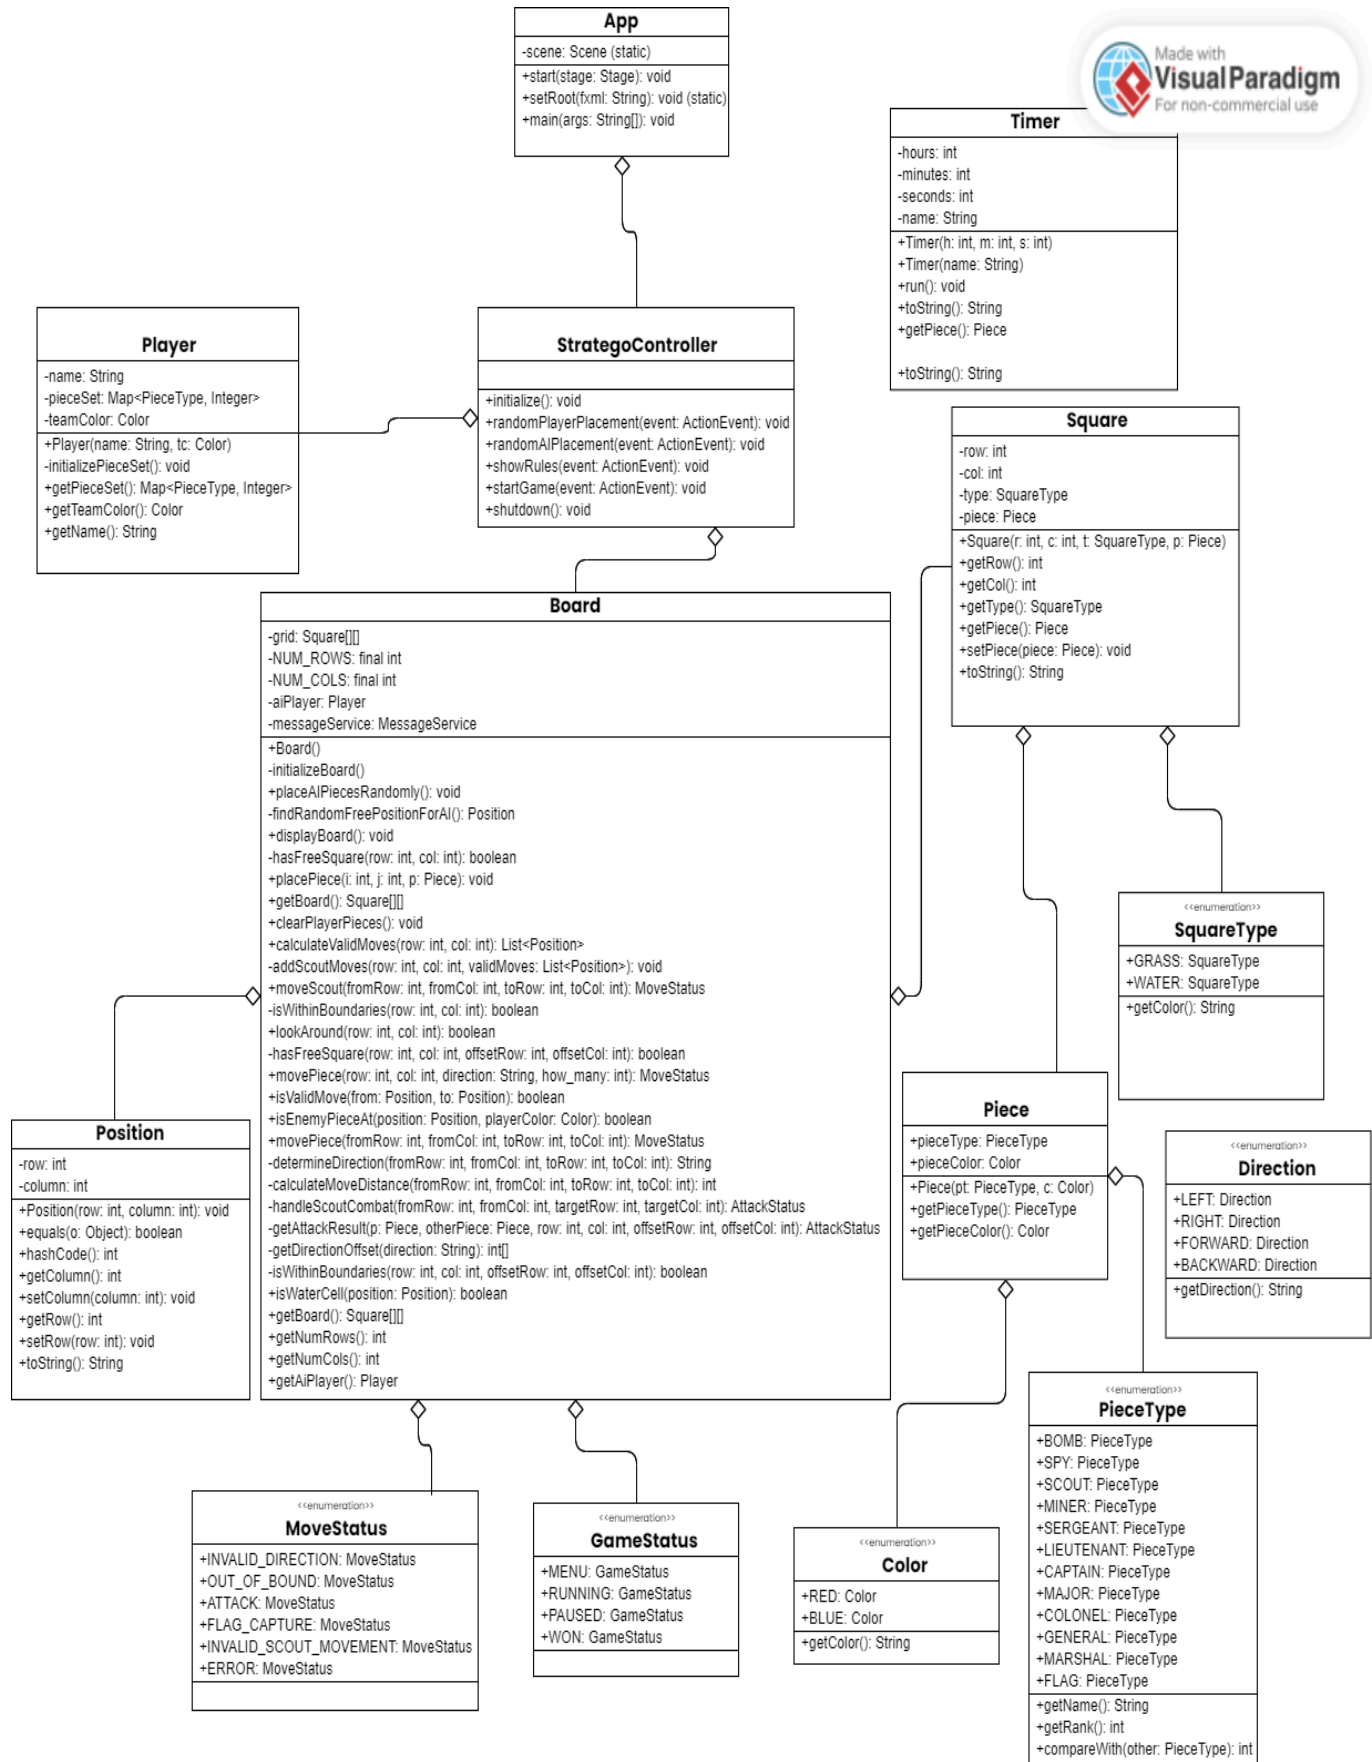 App
-scene: Scene (static)
+start(stage: Stage): void
+setRoot(fxml: String): void (static)
+main(args: String[]): void
Made with
Visual Paradigm
For non-commercial use
Timer
-hours: int
-minutes: int
-seconds: int
-name: String
+Timer(h: int, m: int, s: int)
+Timer(name: String)
+run(): void
+toString(): String
+getPiece(): Piece
+toString(): String
Player
-name: String
-pieceSet: Map<PieceType, Integer>
-teamColor: Color
+Player(name: String, tc: Color)
-initializePieceSet(): void
+getPieceSet(): Map<PieceType, Integer>
+getTeamColor(): Color
+getName(): String
StrategoController
+initialize(): void
+randomPlayerPlacement(event: ActionEvent): void
+randomAIPlacement(event: ActionEvent): void
+showRules(event: ActionEvent): void
+startGame(event: ActionEvent): void
+shutdown(): void
Square
-row: int
-col: int
-type: SquareType
-piece: Piece
+Square(r: int, c: int, t: SquareType, p: Piece)
+getRow(): int
+getCol(): int
+getType(): SquareType
+getPiece(): Piece
+setPiece(piece: Piece): void
+toString(): String
Board
-grid: Square[][]
-NUM_ROWS: final int
-NUM_COLS: final int
-aiPlayer: Player
-messageService: MessageService
+Board()
-initializeBoard()
+placeAIPiecesRandomly(): void
-findRandomFreePositionForAI(): Position
+displayBoard(): void
-hasFreeSquare(row: int, col: int): boolean
+placePiece(i: int, j: int, p: Piece): void
+getBoard(): Square[][]
+clearPlayerPieces(): void
+calculateValidMoves(row: int, col: int): List<Position>
-addScoutMoves(row: int, col: int, validMoves: List<Position>): void
+moveScout(fromRow: int, fromCol: int, toRow: int, toCol: int): MoveStatus
-isWithinBoundaries(row: int, col: int): boolean
+lookAround(row: int, col: int): boolean
-hasFreeSquare(row: int, col: int, offsetRow: int, offsetCol: int): boolean
+movePiece(row: int, col: int, direction: String, how_many: int): MoveStatus
+isValidMove(from: Position, to: Position): boolean
+isEnemyPieceAt(position: Position, playerColor: Color): boolean
+movePiece(fromRow: int, fromCol: int, toRow: int, toCol: int): MoveStatus
-determineDirection(fromRow: int, fromCol: int, toRow: int, toCol: int): String
-calculateMoveDistance(fromRow: int, fromCol: int, toRow: int, toCol: int): int
-handleScoutCombat(fromRow: int, fromCol: int, targetRow: int, targetCol: int): AttackStatus
-getAttackResult(p: Piece, otherPiece: Piece, row: int, col: int, offsetRow: int, offsetCol: int): AttackStatus
-getDirectionOffset(direction: String): int[]
-isWithinBoundaries(row: int, col: int, offsetRow: int, offsetCol: int): boolean
+isWaterCell(position: Position): boolean
+getBoard(): Square[][]
+getNumRows(): int
+getNumCols(): int
+getAiPlayer(): Player
<<enumeration>>
SquareType
+GRASS: SquareType
+WATER: SquareType
+getColor(): String
Position
-row: int
-column: int
+Position(row: int, column: int): void
+equals(o: Object): boolean
+hashCode(): int
+getColumn(): int
+setColumn(column: int): void
+getRow(): int
+setRow(row: int): void
+toString(): String
Piece
+pieceType: PieceType
+pieceColor: Color
+Piece(pt: PieceType, c: Color)
+getPieceType(): PieceType
+getPieceColor(): Color
<<enumeration>>
Direction
+LEFT: Direction
+RIGHT: Direction
+FORWARD: Direction
+BACKWARD: Direction
+getDirection(): String
<<enumeration>>
MoveStatus
+INVALID_DIRECTION: MoveStatus
+OUT_OF_BOUND: MoveStatus
+ATTACK: MoveStatus
+FLAG_CAPTURE: MoveStatus
+INVALID_SCOUT_MOVEMENT: MoveStatus
+ERROR: MoveStatus
<<enumeration>>
GameStatus
+MENU: GameStatus
+RUNNING: GameStatus
+PAUSED: GameStatus
+WON: GameStatus
<<enumeration>>
Color
+RED: Color
+BLUE: Color
+getColor(): String
<<enumeration>>
PieceType
+BOMB: PieceType
+SPY: PieceType
+SCOUT: PieceType
+MINER: PieceType
+SERGEANT: PieceType
+LIEUTENANT: PieceType
+CAPTAIN: PieceType
+MAJOR: PieceType
+COLONEL: PieceType
+GENERAL: PieceType
+MARSHAL: PieceType
+FLAG: PieceType
+getName(): String
+getRank(): int
+compareWith(other: PieceType): int